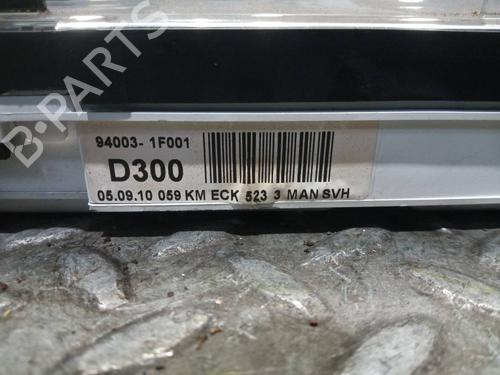 B-PARTS
94003- 1F001
D300
05.09.10 059 KM ECK 523 3 MAN SVH